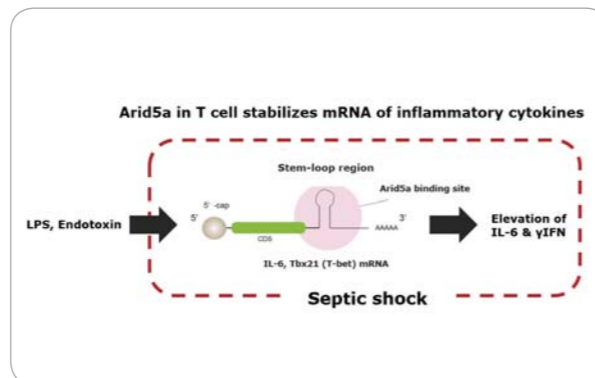 Arid5a in T cell stabilizes mRNA of inflammatory cytokines
Stem-loop region
Arid5a binding site
5' -cap
5'
3'
LPS, Endotoxin
AAAAA
CDS
Elevation of
IL-6 & γIFN
IL-6, Tbx21 (T-bet) mRNA
Septic shock